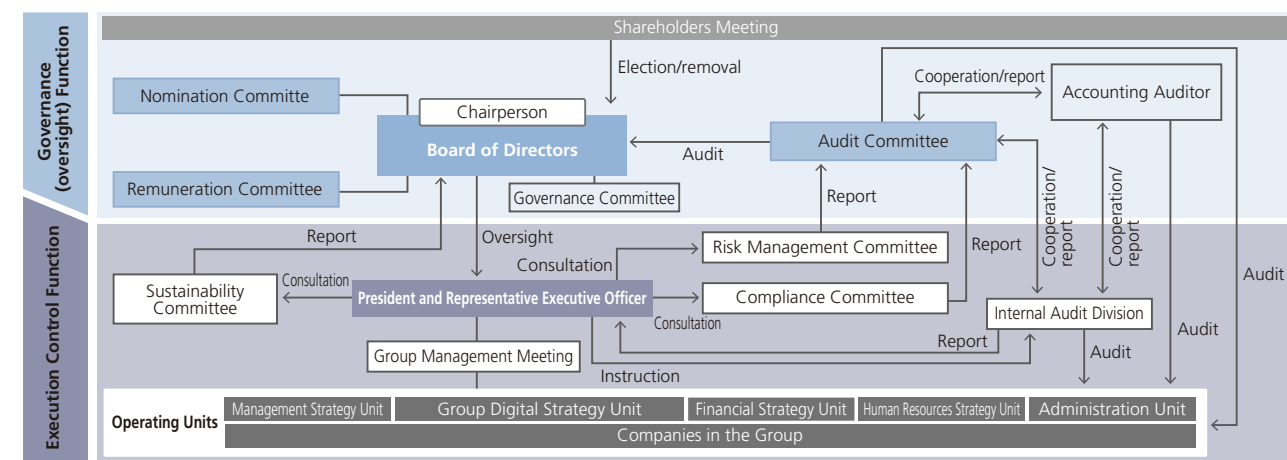 Shareholders Meeting
Governance
(oversight) Function
Election/removal
Cooperation/report
Accounting Auditor
Nomination Committe
Chairperson
Board of Directors
Audit
Audit Committee
Remuneration Committee
Governance Committee
Report
Cooperation/
report
Cooperation/
report
Execution Control Function
Report
Oversight
Consultation
Risk Management Committee
Report
Audit
Sustainability
Committee
Consultation
President and Representative Executive Officer
Consultation
Compliance Committee
Internal Audit Division
Group Management Meeting
Report
Audit
Audit
Instruction
Operating Units
Management Strategy Unit
Group Digital Strategy Unit
Financial Strategy Unit
Human Resources Strategy Unit
Administration Unit
Companies in the Group